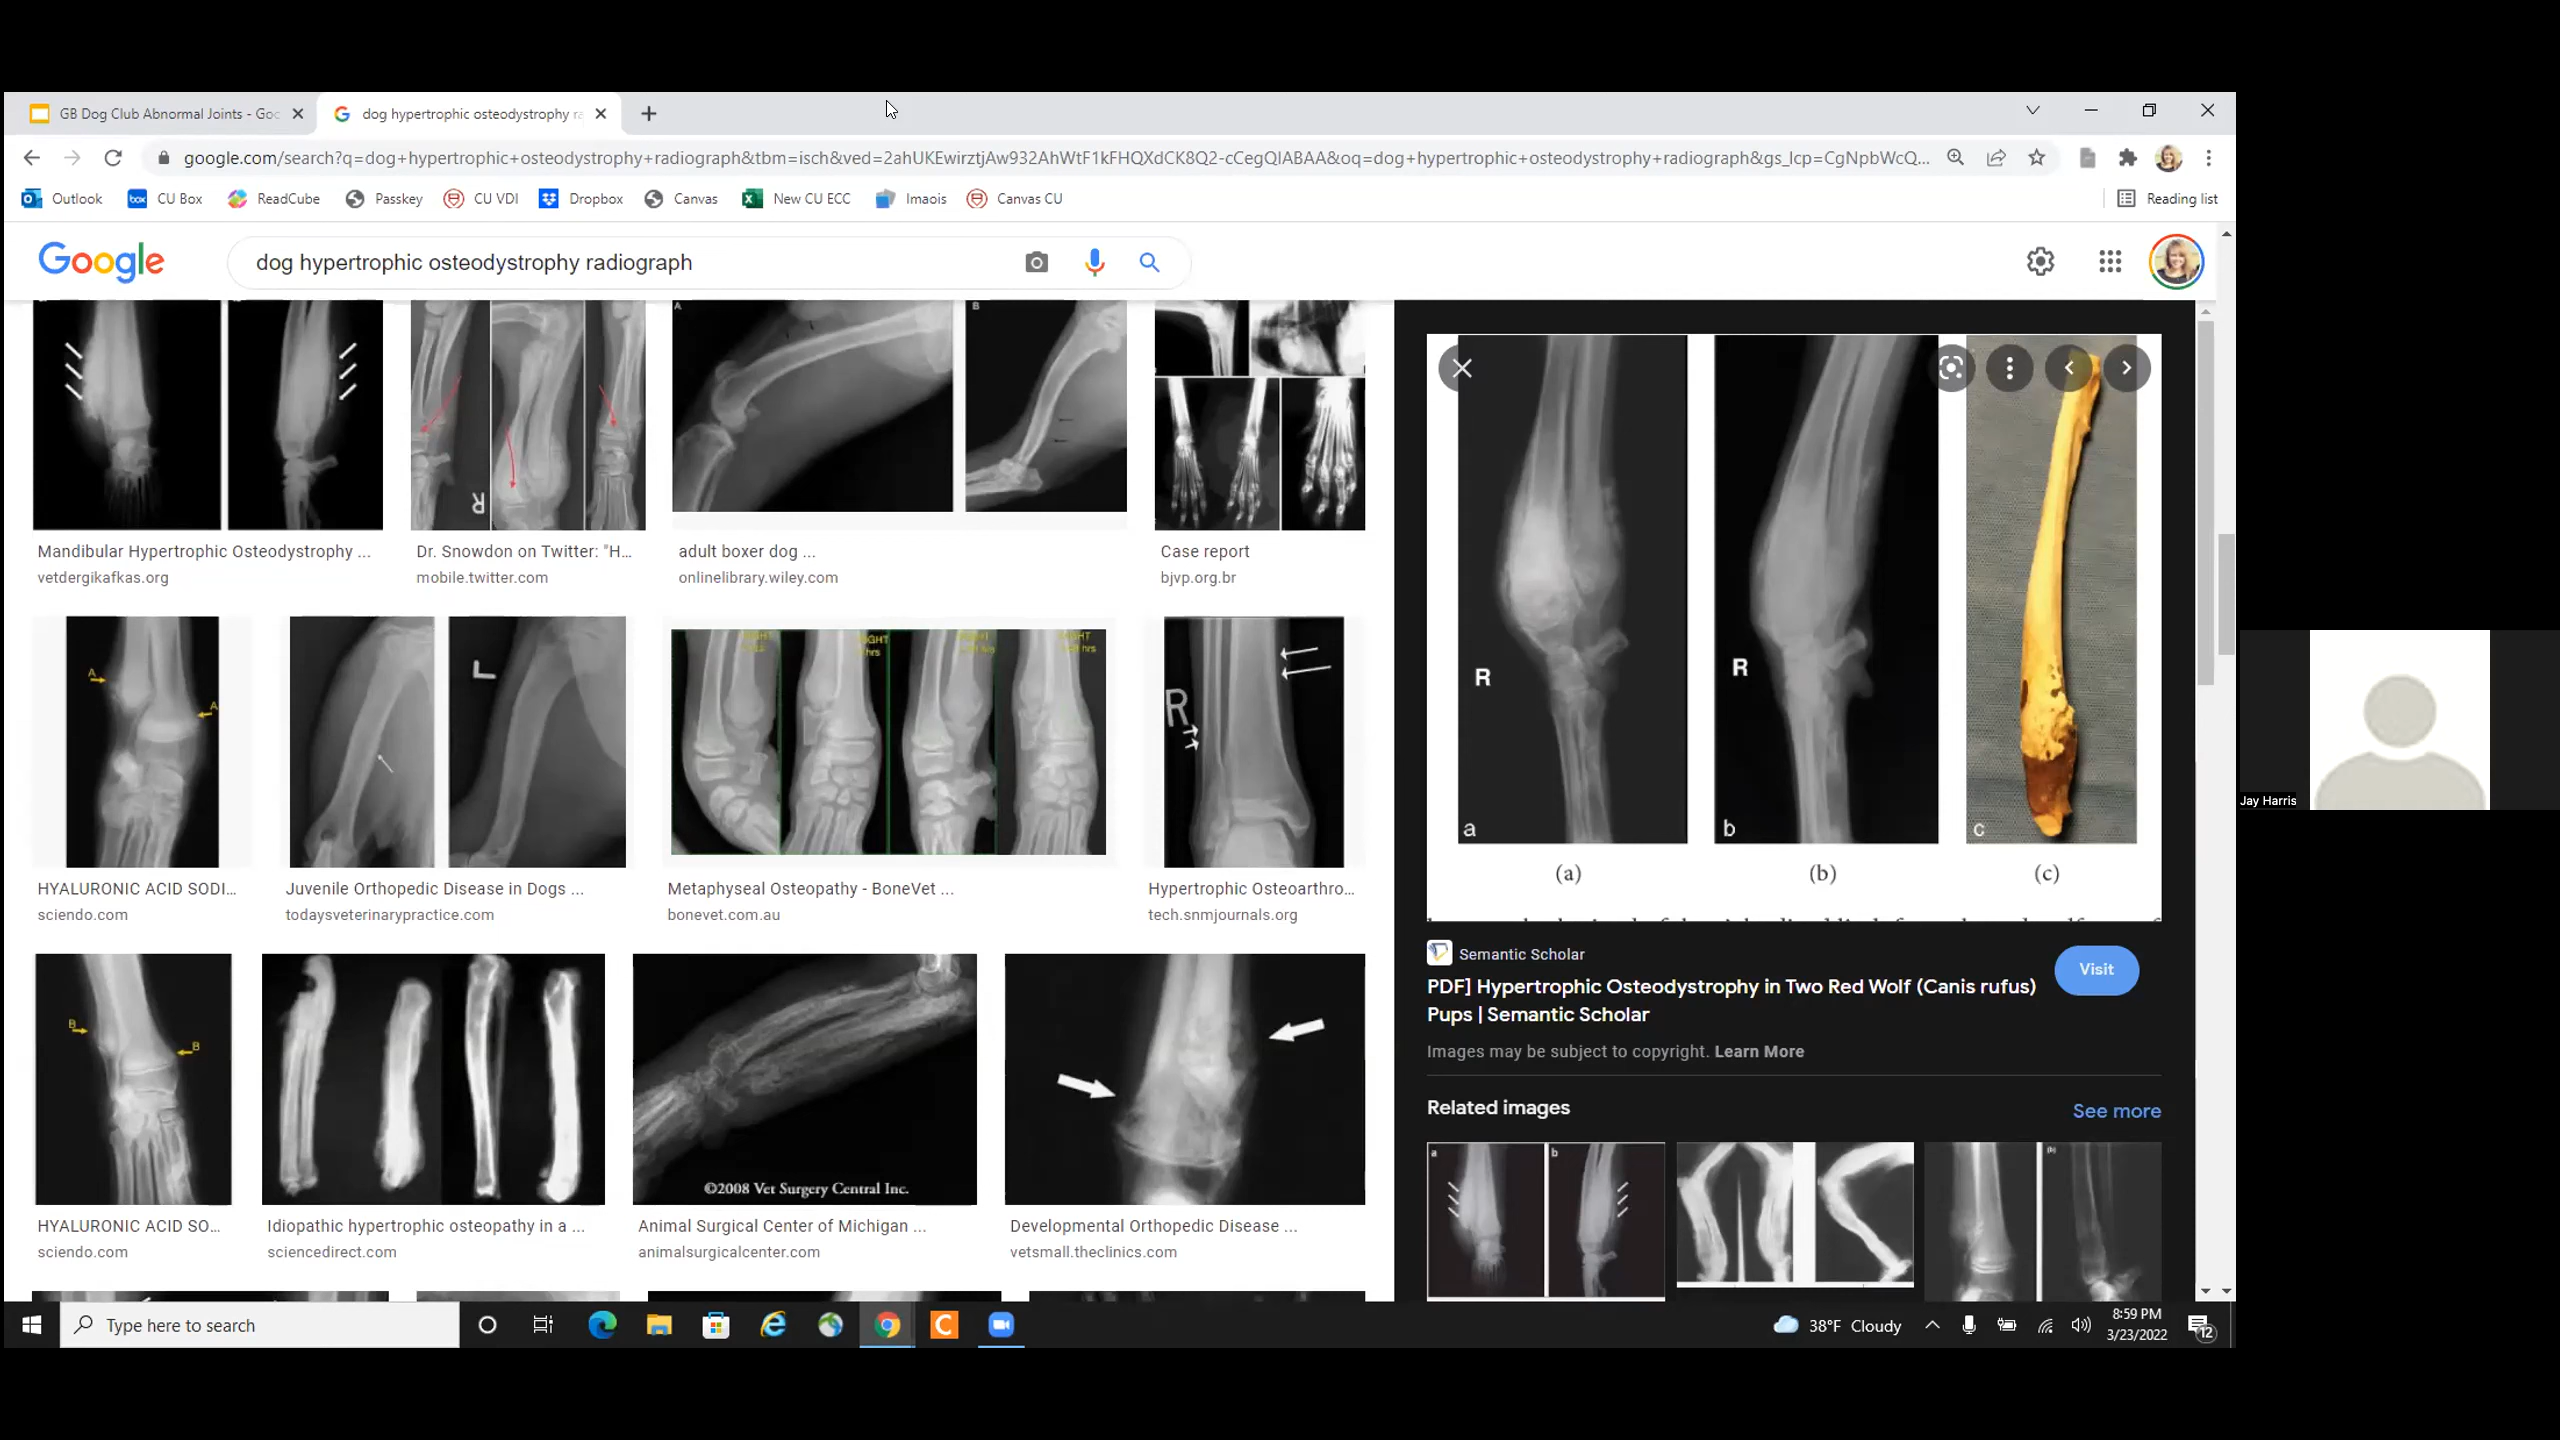 GB Dog Club Abnormal Joints - Goo
dog hypertrophic osteodystrophy ra
google.com/search?q=dog+hypertrophic+osteodystrophy+radiograph&tbm=isch&ved=2ahUKEwirztjAw932AhWtF1kFHQXdCK8Q2-cCegQIABAA&oq=dog+hypertrophic+osteodystrophy+radiograph&gs_lcp=CgNpbWcQ...
Outlook
CU Box
ReadCube
Passkey
CU VDI
Dropbox
Canvas
New CU ECC
Imaois
Canvas CU
Reading list
Google
dog hypertrophic osteodystrophy radiograph
A
B
R
Mandibular Hypertrophic Osteodystrophy ...
vetdergikafkas.org
Dr. Snowdon on Twitter: "H...
mobile.twitter.com
adult boxer dog ...
onlinelibrary.wiley.com
Case report
bjvp.org.br
A
A
L
R
HYALURONIC ACID SODI...
sciendo.com
Juvenile Orthopedic Disease in Dogs ...
todaysveterinarypractice.com
Metaphyseal Osteopathy - BoneVet ...
bonevet.com.au
Hypertrophic Osteoarthro...
tech.snmjournals.org
B
B
©2008 Vet Surgery Central Inc.
HYALURONIC ACID SO...
sciendo.com
Idiopathic hypertrophic osteopathy in a ...
sciencedirect.com
Animal Surgical Center of Michigan ...
animalsurgicalcenter.com
Developmental Orthopedic Disease ...
vetsmall.theclinics.com
R
R
a
b
c
(a)
(b)
(c)
Semantic Scholar
PDF] Hypertrophic Osteodystrophy in Two Red Wolf (Canis rufus)
Pups | Semantic Scholar
Visit
Images may be subject to copyright. Learn More
Related images
See more
a
b
Jay Harris
Type here to search
38°F Cloudy
8:59 PM
3/23/2022
12